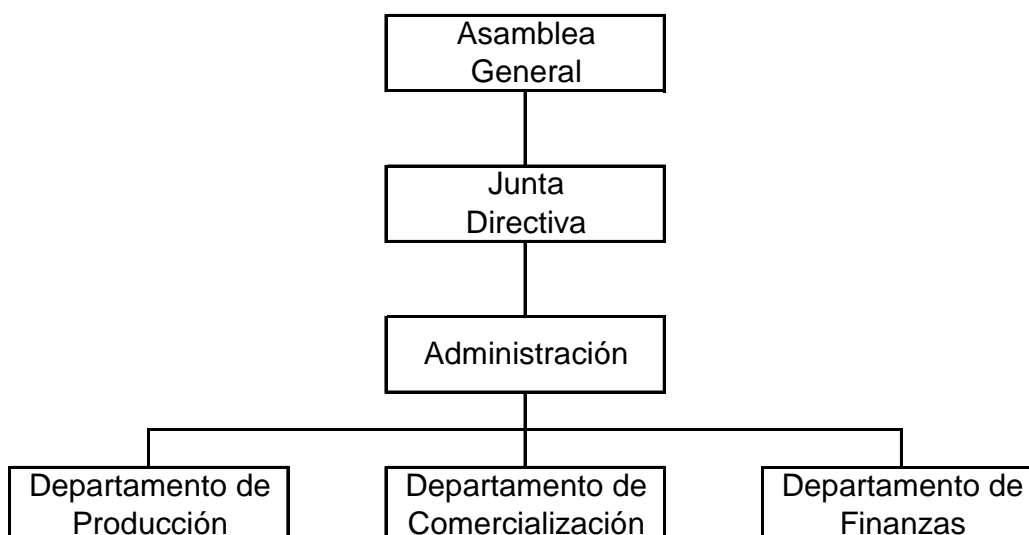 Asamblea
General
Junta
Directiva
Administración
Departamento de
Producción
Departamento de
Comercialización
Departamento de
Finanzas